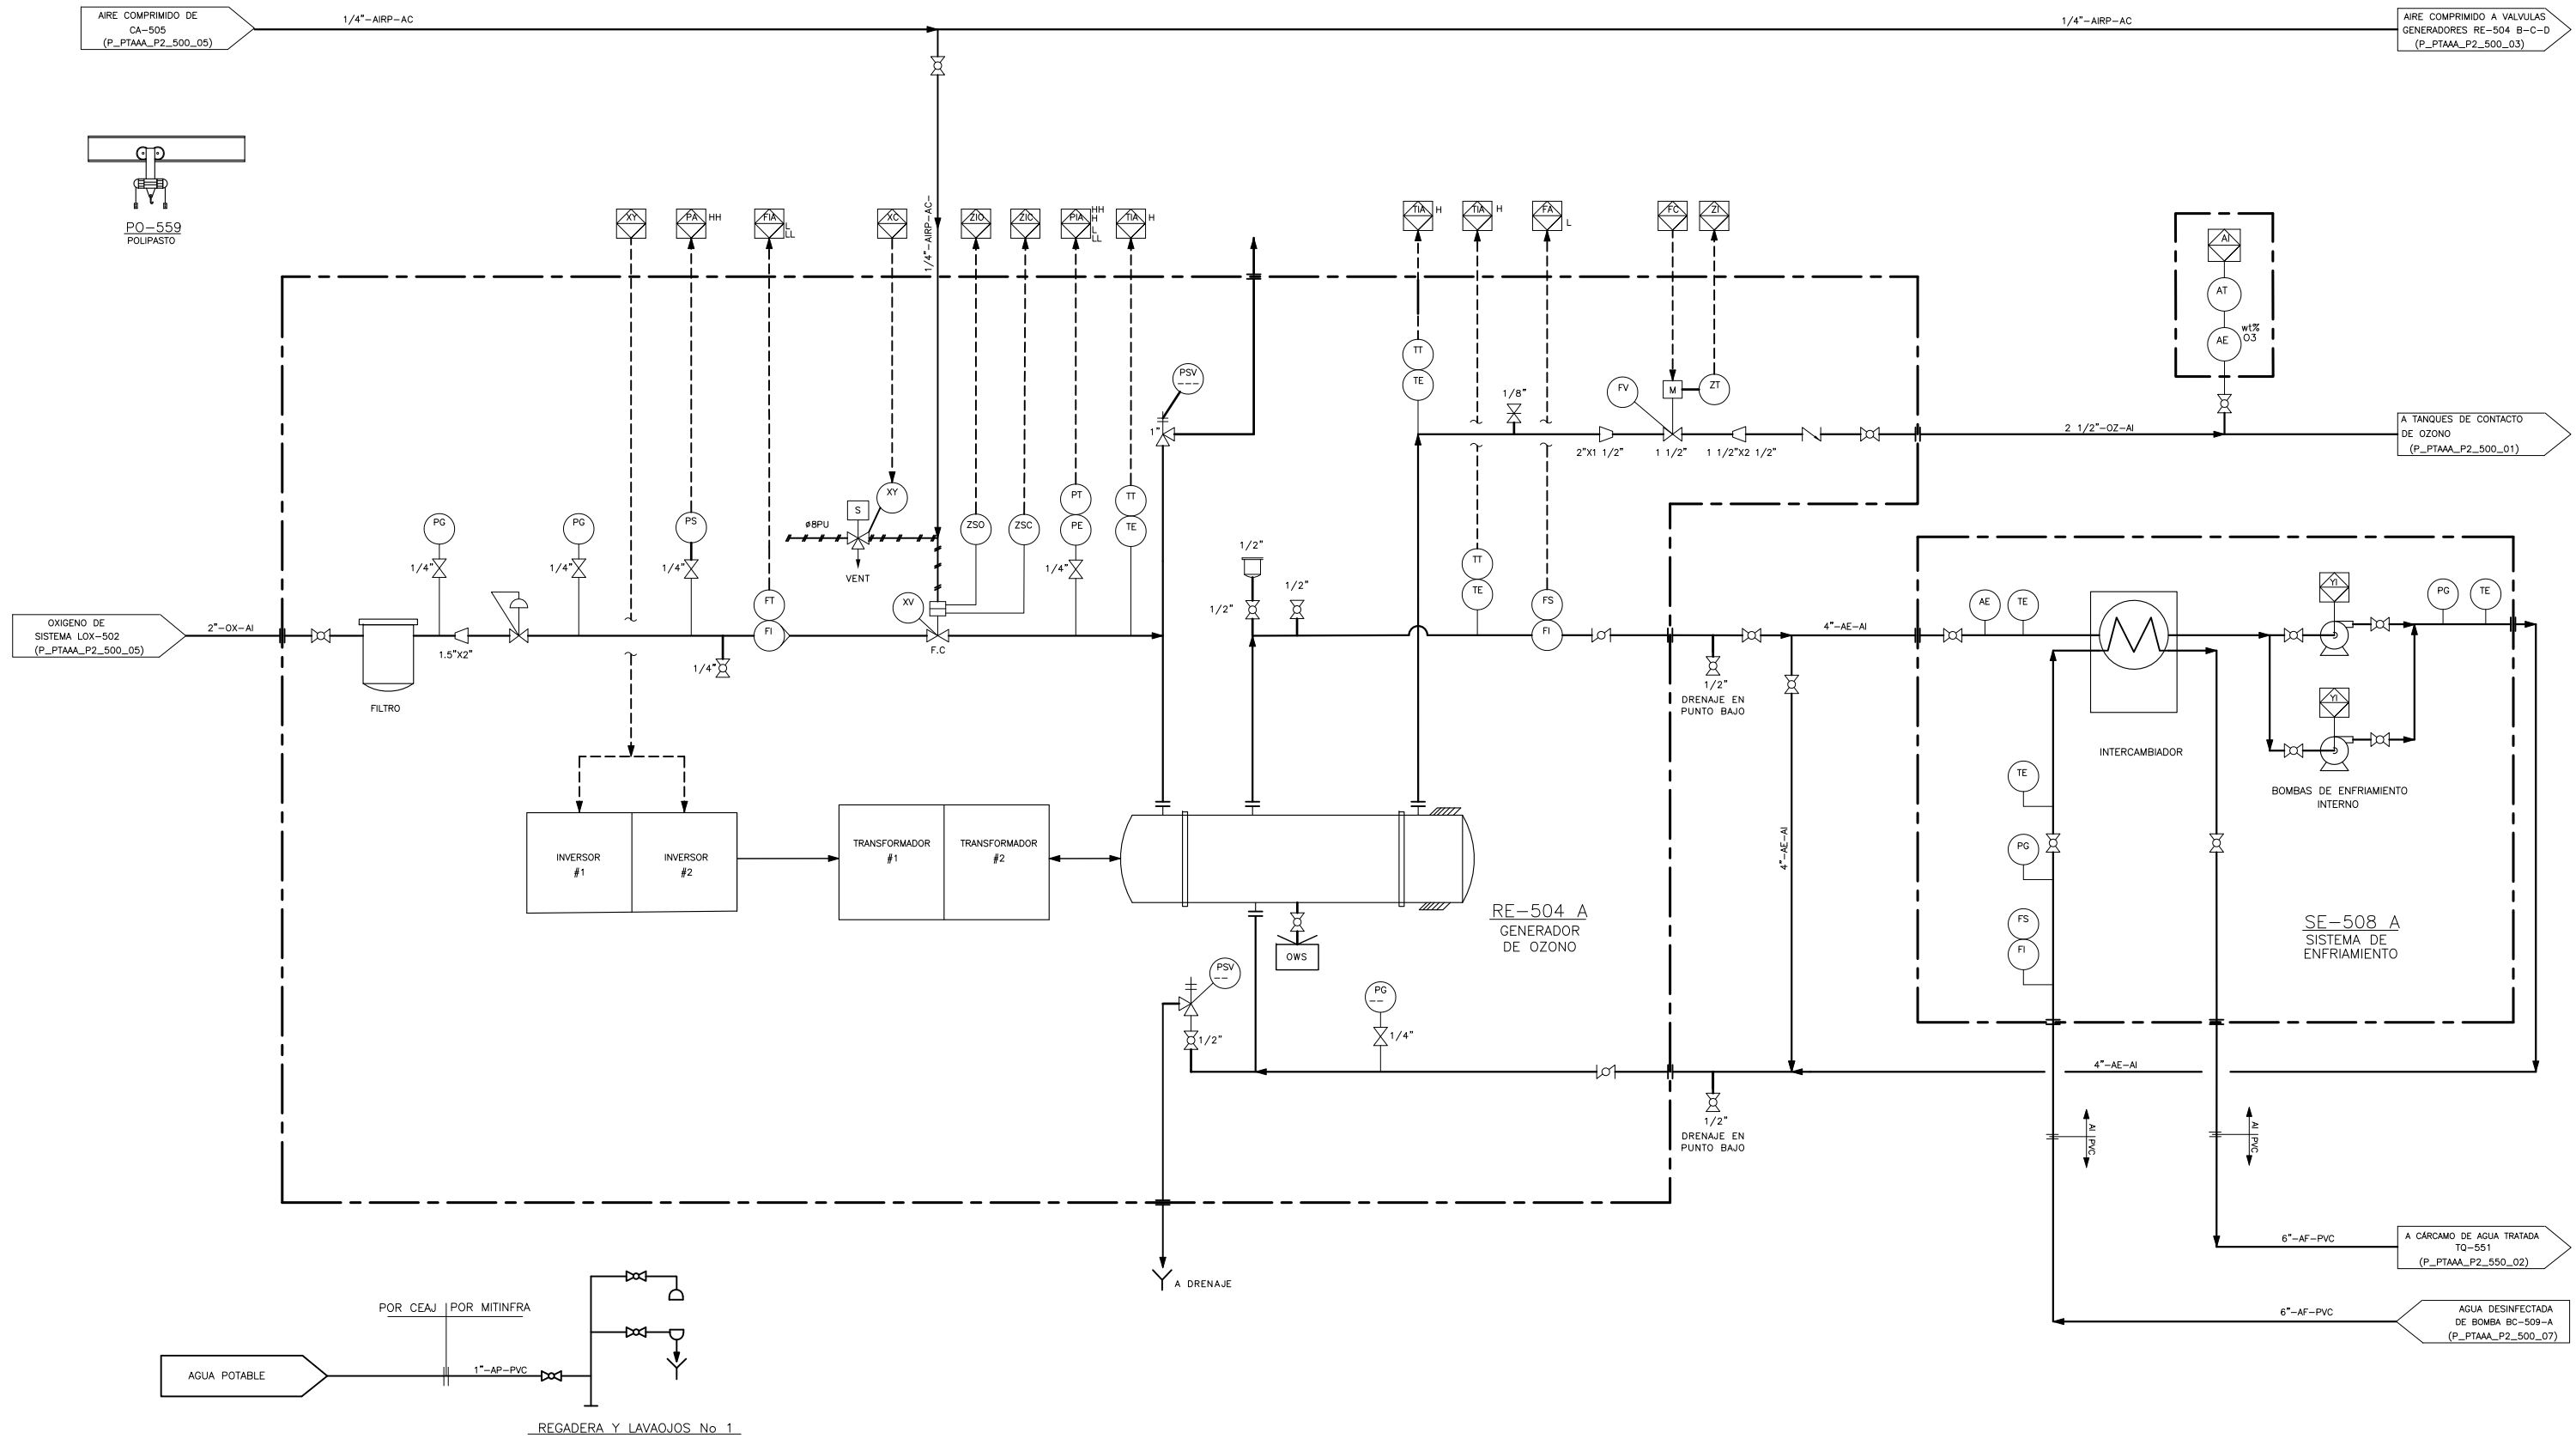 AIRE COMPRIMIDO DE
CA-505
(P_PTAAA_P2_500_05)
1/4"-AIRP-AC
1/4"-AIRP-AC
AIRE COMPRIMIDO A VALVULAS
GENERADORES RE-504 B-C-D
(P_PTAAA_P2_500_03)
PO-559
POLIPASTO
XY
PA
HH
FIA
L
LL
XC
1/4"-AIRP-AC-
ZIO
ZIC
PIA
HH
H
L
LL
TIA
H
TIA
H
TIA
H
FA
L
FC
ZI
AI
AT
AE
wt%
O3
A TANQUES DE CONTACTO
DE OZONO
(P_PTAAA_P2_500_01)
2 1/2"-OZ-AI
PSV
---
1"
TT
TE
1/8"
FV
M
ZT
2"X1 1/2"
1 1/2"
1 1/2"X2 1/2"
PG
1/4"
PG
1/4"
PS
1/4"
ø8PU
S
XY
VENT
ZSO
ZSC
PT
PE
1/4"
TT
TE
1/2"
1/2"
1/2"
TT
TE
FS
FI
FT
FI
XV
F.C
OXIGENO DE
SISTEMA LOX-502
(P_PTAAA_P2_500_05)
2"-OX-AI
1.5"X2"
1/4"
FILTRO
1/2"
DRENAJE EN
PUNTO BAJO
4"-AE-AI
AE
TE
YI
PG
TE
YI
INTERCAMBIADOR
BOMBAS DE ENFRIAMIENTO
INTERNO
TE
PG
FS
FI
4"-AE-AI
INVERSOR
#1
INVERSOR
#2
TRANSFORMADOR
#1
TRANSFORMADOR
#2
RE-504 A
GENERADOR
DE OZONO
OWS
SE-508 A
SISTEMA DE
ENFRIAMIENTO
PSV
--
1/2"
PG
--
1/4"
4"-AE-AI
1/2"
DRENAJE EN
PUNTO BAJO
AI
PVC
AI
PVC
6"-AF-PVC
A CÁRCAMO DE AGUA TRATADA
TQ-551
(P_PTAAA_P2_550_02)
A DRENAJE
6"-AF-PVC
AGUA DESINFECTADA
DE BOMBA BC-509-A
(P_PTAAA_P2_500_07)
POR CEAJ
POR MITINFRA
AGUA POTABLE
1"-AP-PVC
REGADERA Y LAVAOJOS No 1